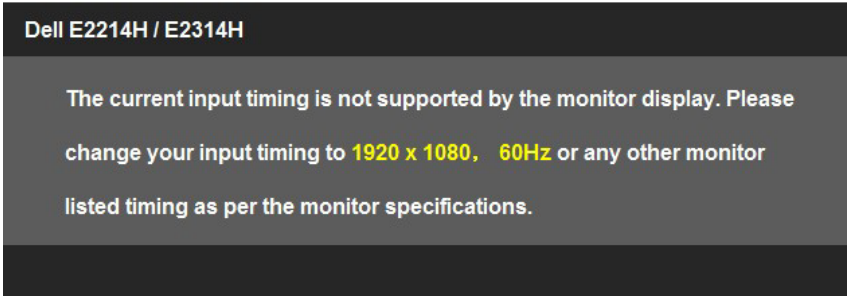 Dell E2214H / E2314H
The current input timing is not supported by the monitor display. Please
change your input timing to 1920 x 1080， 60Hz or any other monitor
listed timing as per the monitor specifications.